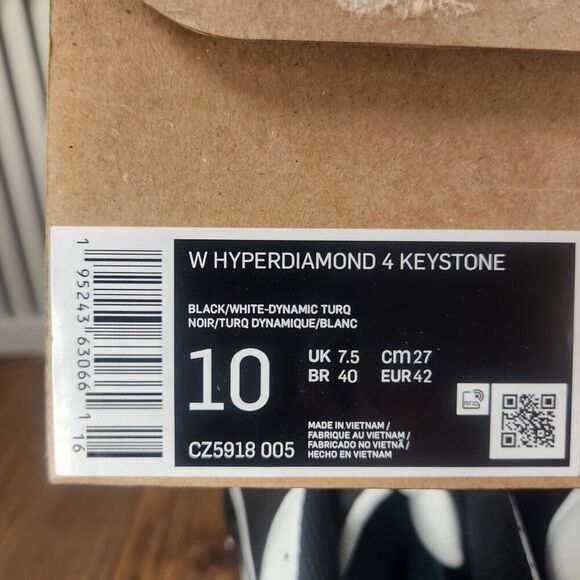 W HYPERDIAMOND 4 KEYSTONE
BLACK/WHITE-DYNAMIC TURQ
NOIR/TURQ DYNAMIQUE/BLANC
10
UK 7.5 cm 27
BR 40 EUR 42
CZ5918 005
MADE IN VIETNAM /
FABRIQUE AU VIETNAM /
FABRICADO NO VIETNÃ /
HECHO EN VIETNAM
RFID
1 95243 63066 1
16